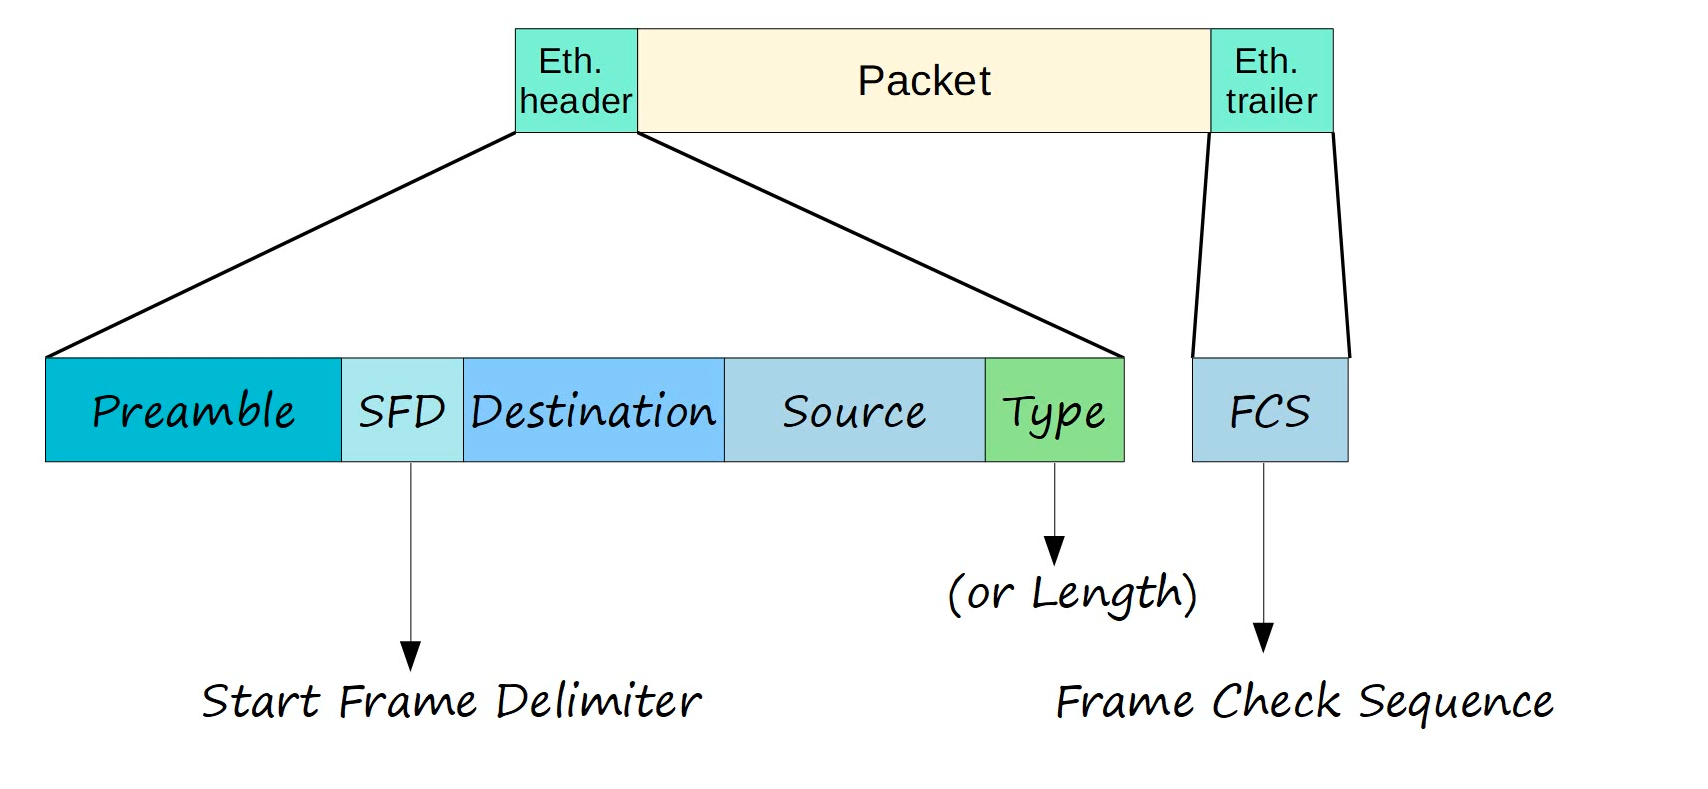 Eth.
header
Packet
Eth.
trailer
Preamble
SFD
Destination
Source
Type
FCS
(or Length)
Start Frame Delimiter
Frame Check Sequence